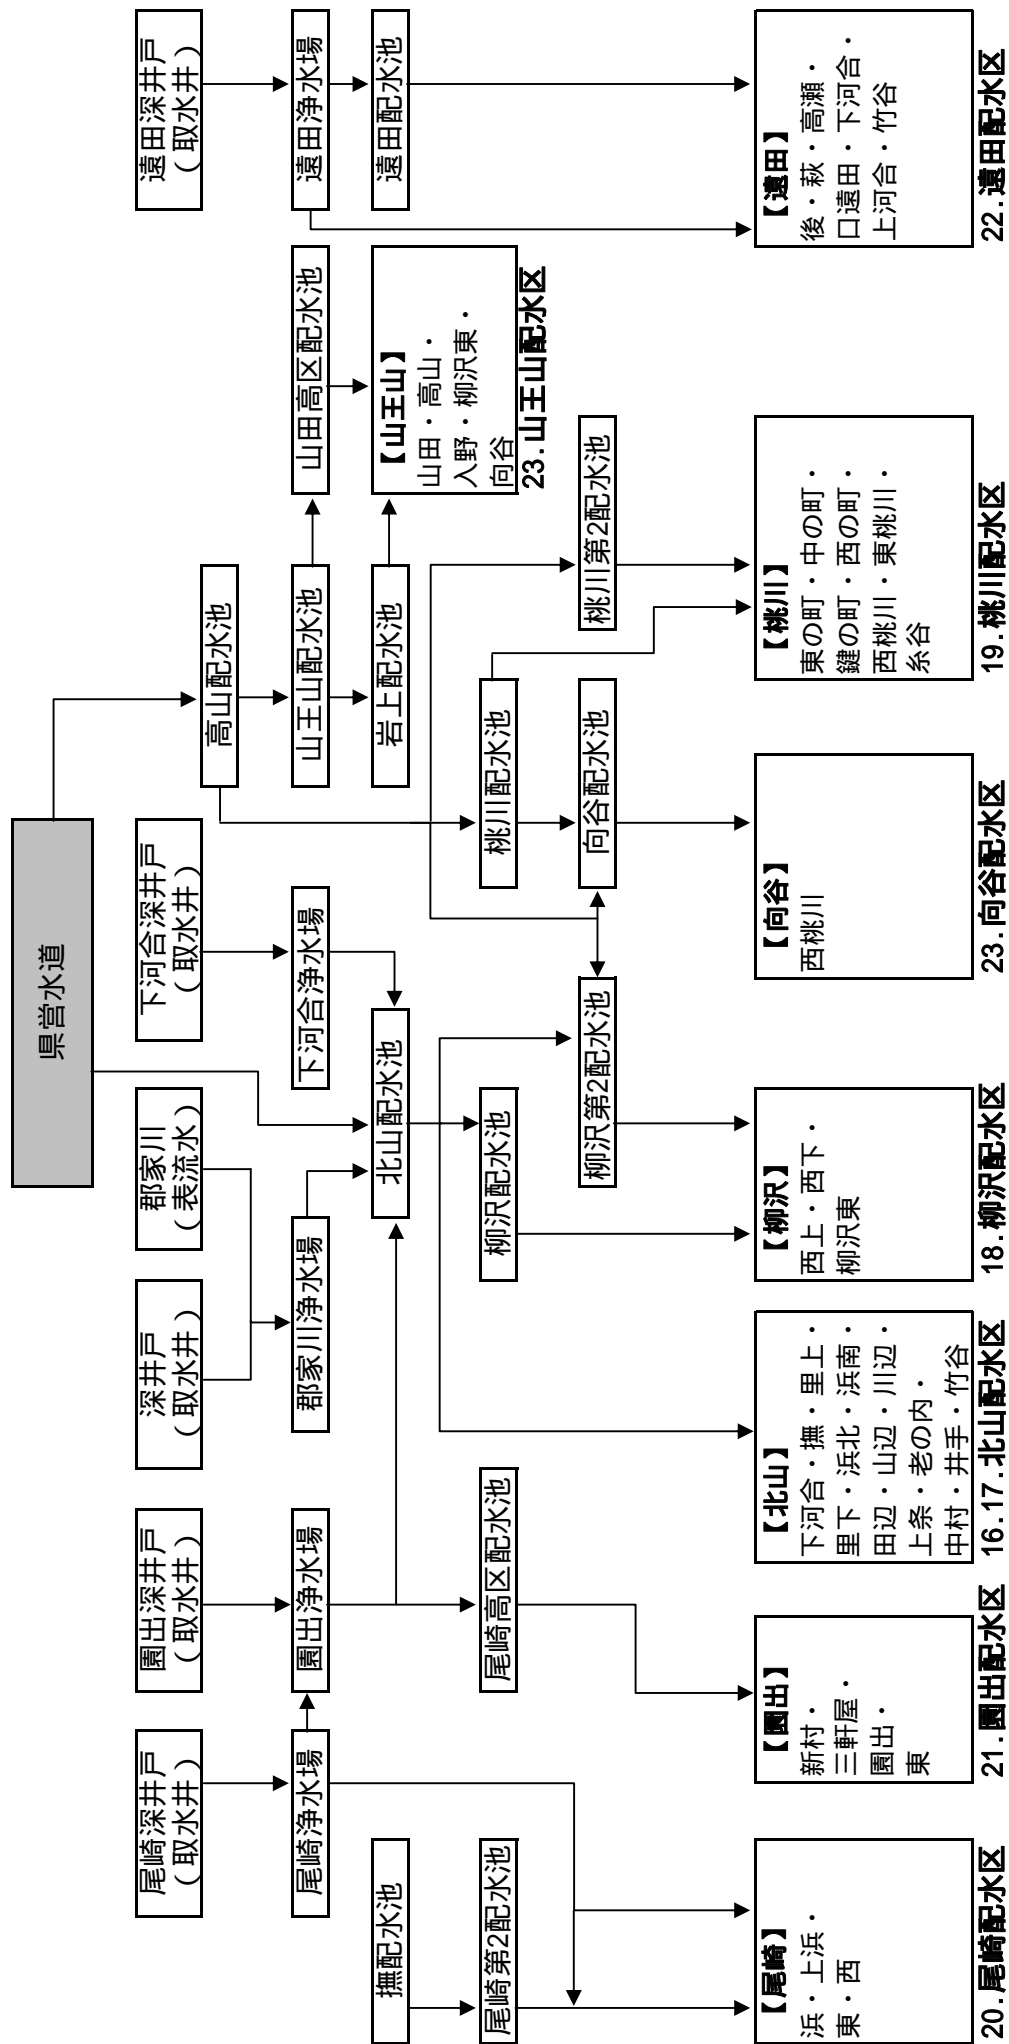 県営水道
尾崎深井戸
（取水井）
園出深井戸
（取水井）
深井戸
（取水井）
郡家川
（表流水）
下河合深井戸
（取水井）
遠田深井戸
（取水井）
高山配水池
尾崎浄水場
園出浄水場
郡家川浄水場
下河合浄水場
山王山配水池
山田高区配水池
遠田浄水場
撫配水池
北山配水池
岩上配水池
【山王山】
山田・高山・
入野・柳沢東・
向谷
23.山王山配水区
遠田配水池
尾崎第2配水池
尾崎高区配水池
柳沢配水池
桃川配水池
柳沢第2配水池
向谷配水池
桃川第2配水池
【尾崎】
浜・上浜・
東・西
20.尾崎配水区
【園出】
新村・
三軒屋・
園出・
東
21.園出配水区
【北山】
下河合・撫・里上・
里下・浜北・浜南・
田辺・山辺・川辺・
上条・老の内・
中村・井手・竹谷
16.17.北山配水区
【柳沢】
西上・西下・
柳沢東
18.柳沢配水区
【向谷】
西桃川
23.向谷配水区
【桃川】
東の町・中の町・
鍵の町・西の町・
西桃川・東桃川・
糸谷
19.桃川配水区
【遠田】
後・萩・高瀬・
口遠田・下河合・
上河合・竹谷
22.遠田配水区